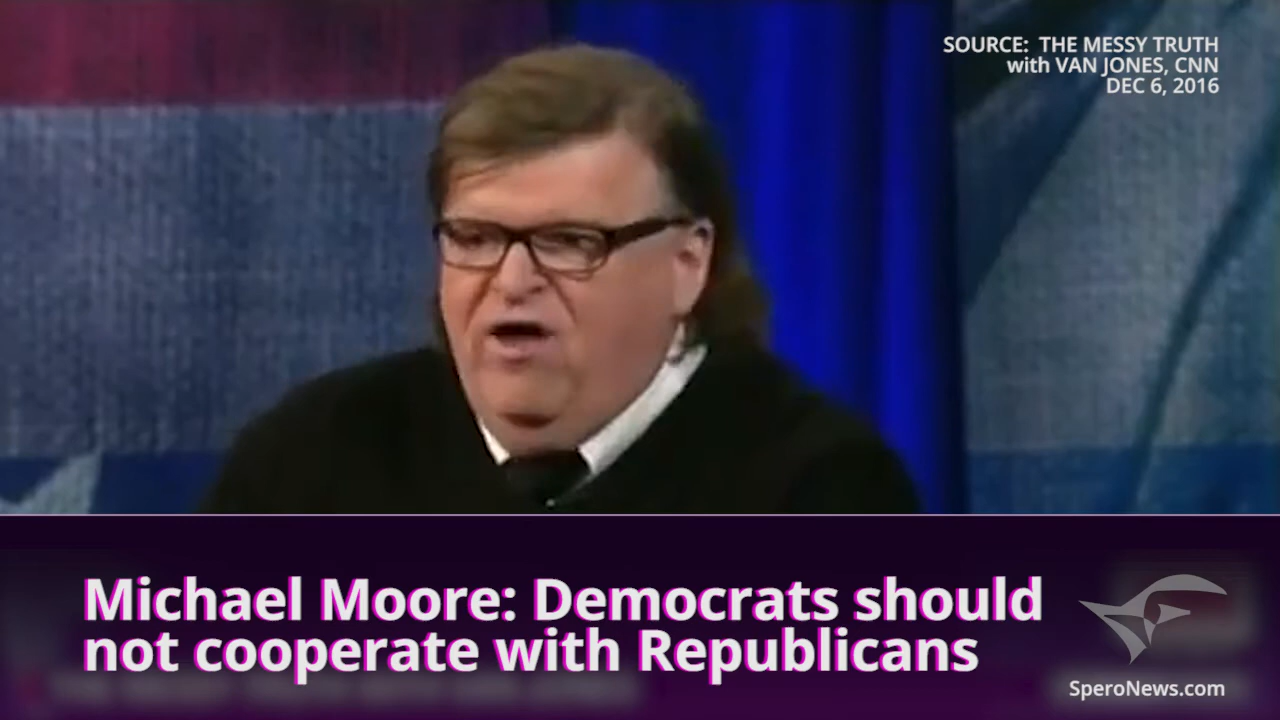 SOURCE:  THE MESSY TRUTH
with VAN JONES, CNN
DEC 6, 2016
Michael Moore: Democrats should
not cooperate with Republicans
SperoNews.com